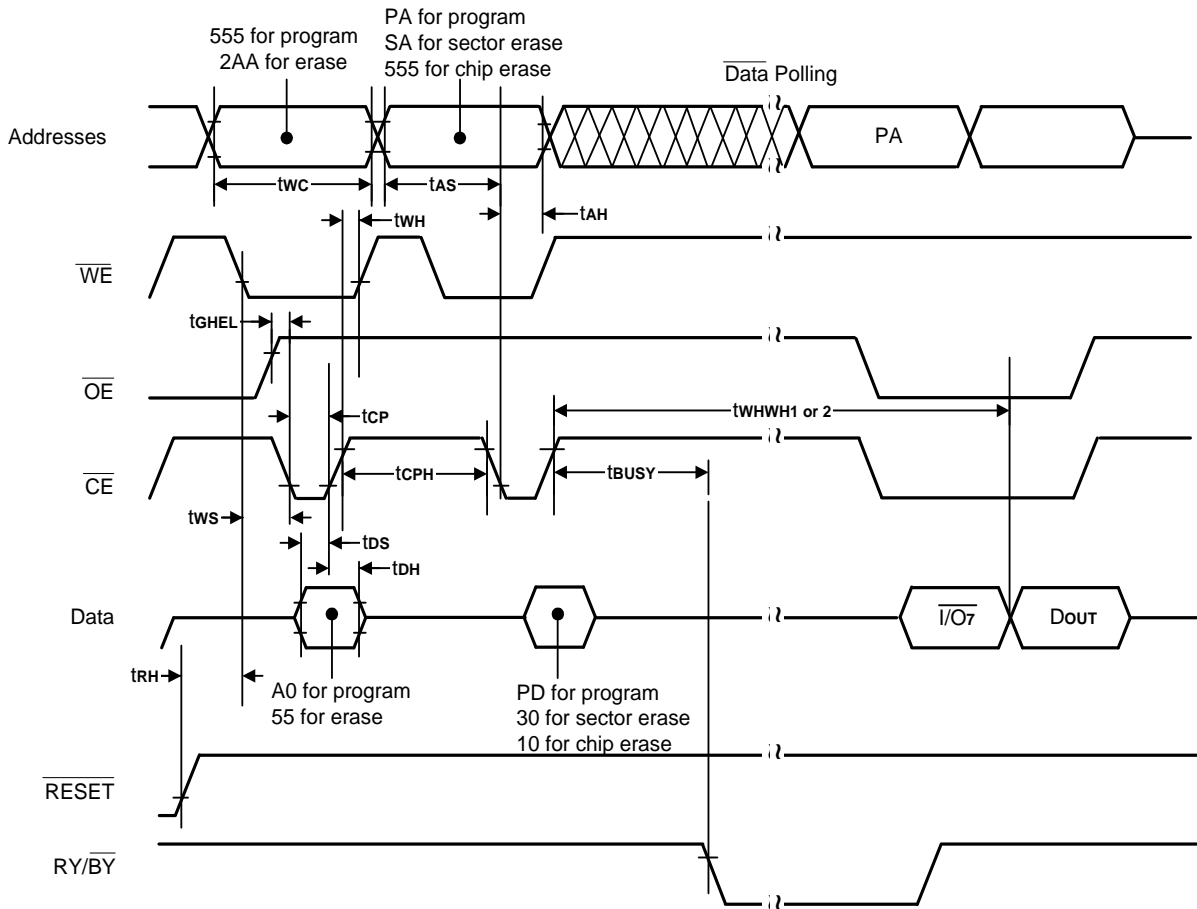 555 for program
2AA for erase
PA for program
SA for sector erase
555 for chip erase
Data Polling
Addresses
PA
tWC
tAS
tWH
tAH
WE
tGHEL
OE
tCP
tWHWH1 or 2
CE
tCPH
tBUSY
tWS
tDS
tDH
Data
I/O7
DOUT
tRH
A0 for program
55 for erase
PD for program
30 for sector erase
10 for chip erase
RESET
RY/BY